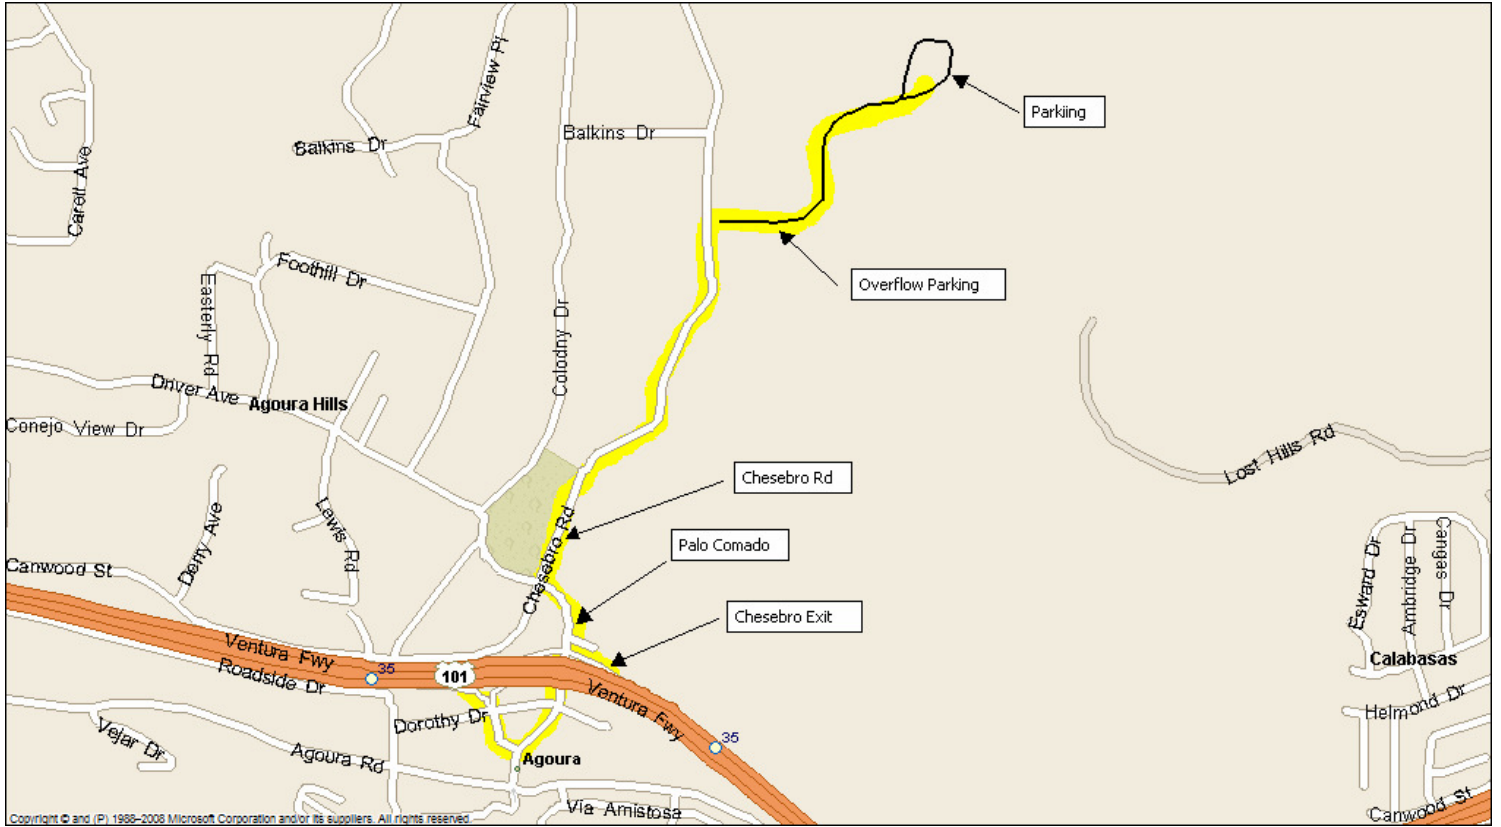 Fairview Pl
Parkiing
Balkins Dr
Balkins Dr
Carell Ave
Foothill Dr
Overflow Parking
Easterly Rd
Colodny Dr
Driver Ave
Agoura Hills
Conejo View Dr
Lost Hills Rd
Chesebro Rd
Chesebro Rd
Lewis Rd
Derry Ave
Palo Comado
Canwood St
Esward Dr
Ambridge Dr
Cangas Dr
Chesebro Exit
Ventura Fwy
35
101
Roadside Dr
Calabasas
Ventura Fwy
Helmond Dr
Dorothy Dr
Vejar Dr
35
Agoura Rd
Agoura
Via Amistosa
Canwood St
Copyright © and (P) 1988–2008 Microsoft Corporation and/or its suppliers. All rights reserved.